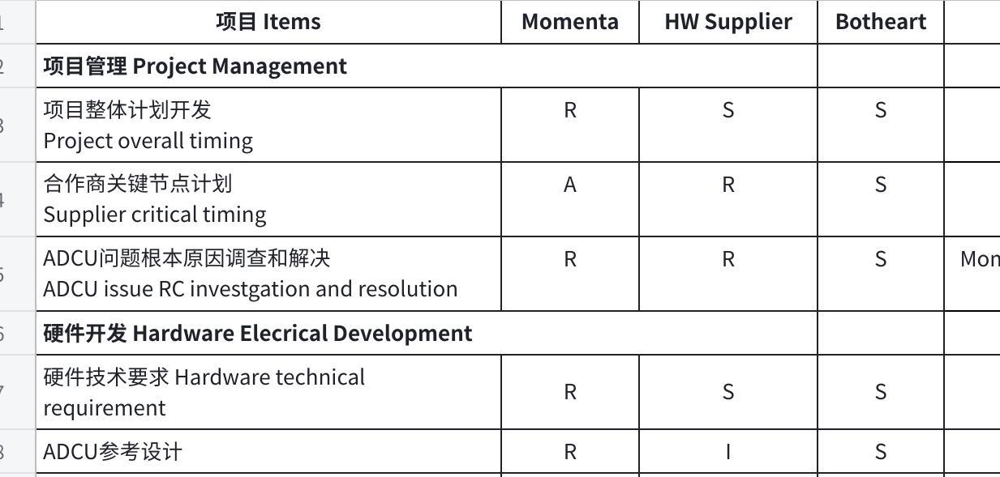 项目 Items Momenta HW Supplier Botheart
项目管理 Project Management
项目整体计划开发 R S S
Project overall timing
合作商关键节点计划 A R S
Supplier critical timing
ADCU问题根本原因调查和解决 R R S Mon
ADCU issue RC investgation and resolution
硬件开发 Hardware Elecrical Development
硬件技术要求 Hardware technical
requirement R S S
ADCU参考设计 R I S